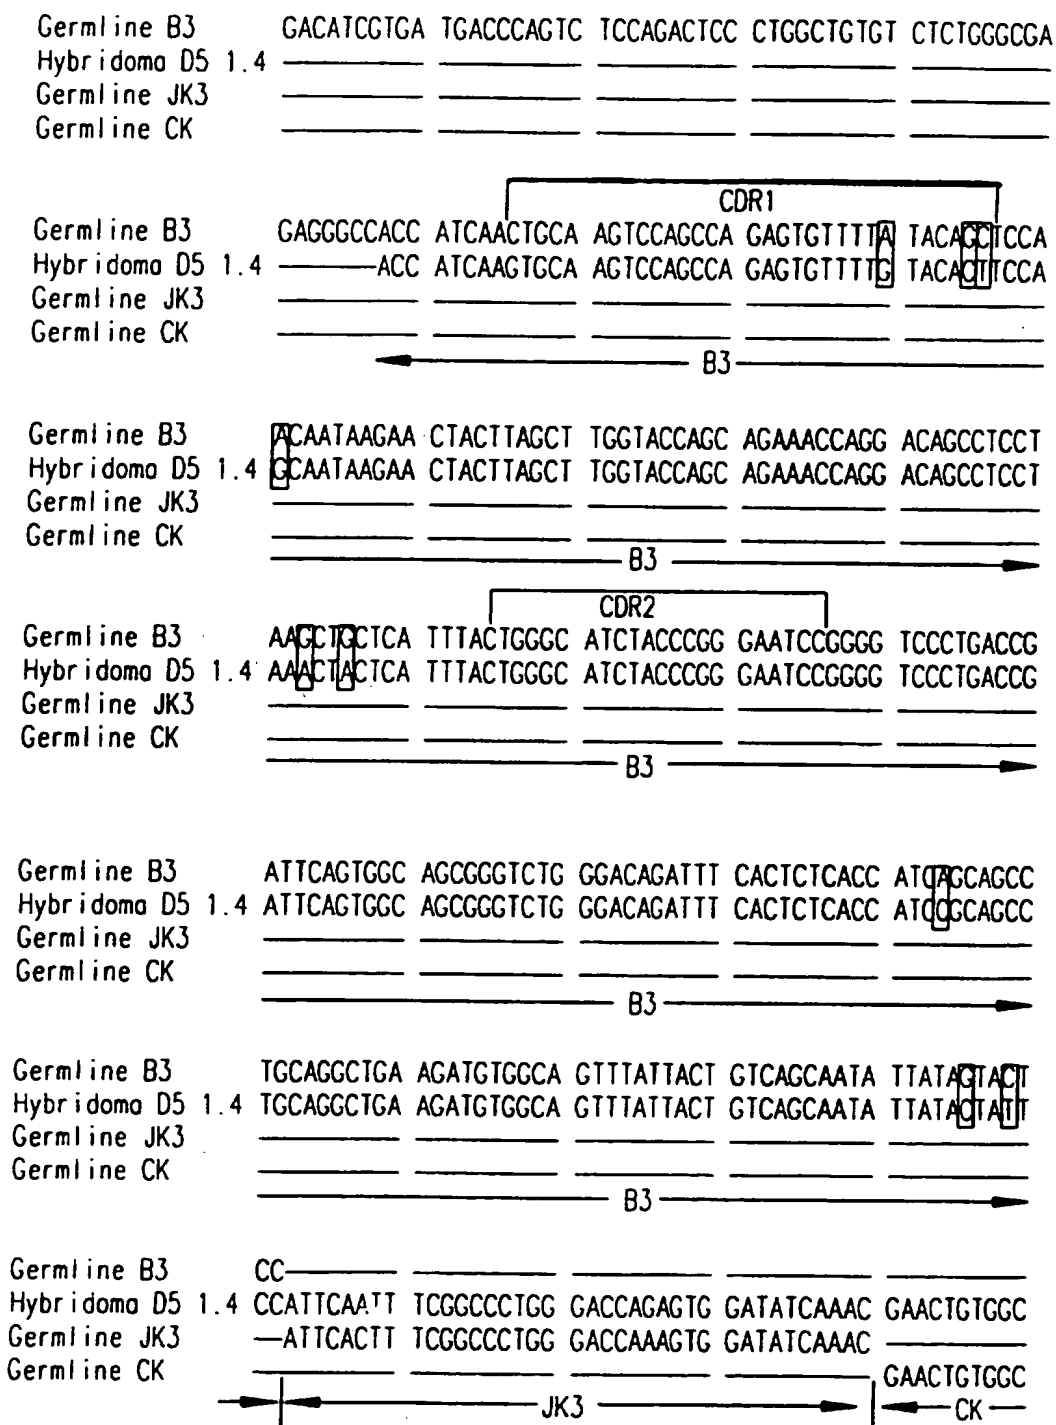 Germline B3 GACATCGTGA TGACCCAGTC TCCAGACTCC CTGGCTGTGT CTCTGGGCGA
Hybridoma D5 1.4
Germline JK3
Germline CK
CDR1
Germline B3 GAGGGCCACC ATCAACTGCA AGTCCAGCCA GAGTGTTTTA TACAGCTCCA
Hybridoma D5 1.4 ACC ATCAAGTGCA AGTCCAGCCA GAGTGTTTTG TACACTTCCA
Germline JK3
Germline CK
B3
Germline B3 ACAATAAGAA CTACTTAGCT TGGTACCAGC AGAAACCAGG ACAGCCTCCT
Hybridoma D5 1.4 GCAATAAGAA CTACTTAGCT TGGTACCAGC AGAAACCAGG ACAGCCTCCT
Germline JK3
Germline CK
B3
CDR2
Germline B3 AAGCTGCTCA TTTACTGGGC ATCTACCCGG GAATCCGGGG TCCCTGACCG
Hybridoma D5 1.4 AAACTACTCA TTTACTGGGC ATCTACCCGG GAATCCGGGG TCCCTGACCG
Germline JK3
Germline CK
B3
Germline B3 ATTCAGTGGC AGCGGGTCTG GGACAGATTT CACTCTCACC ATCAGCAGCC
Hybridoma D5 1.4 ATTCAGTGGC AGCGGGTCTG GGACAGATTT CACTCTCACC ATCCGCAGCC
Germline JK3
Germline CK
B3
Germline B3 TGCAGGCTGA AGATGTGGCA GTTTATTACT GTCAGCAATA TTATAGTACT
Hybridoma D5 1.4 TGCAGGCTGA AGATGTGGCA GTTTATTACT GTCAGCAATA TTATACTATT
Germline JK3
Germline CK
B3
Germline B3 CC
Hybridoma D5 1.4 CCATTCAATT TCGGCCCTGG GACCAGAGTG GATATCAAAC GAACTGTGGC
Germline JK3 ATTCACTT TCGGCCCTGG GACCAAAGTG GATATCAAAC
Germline CK GAACTGTGGC
JK3 CK